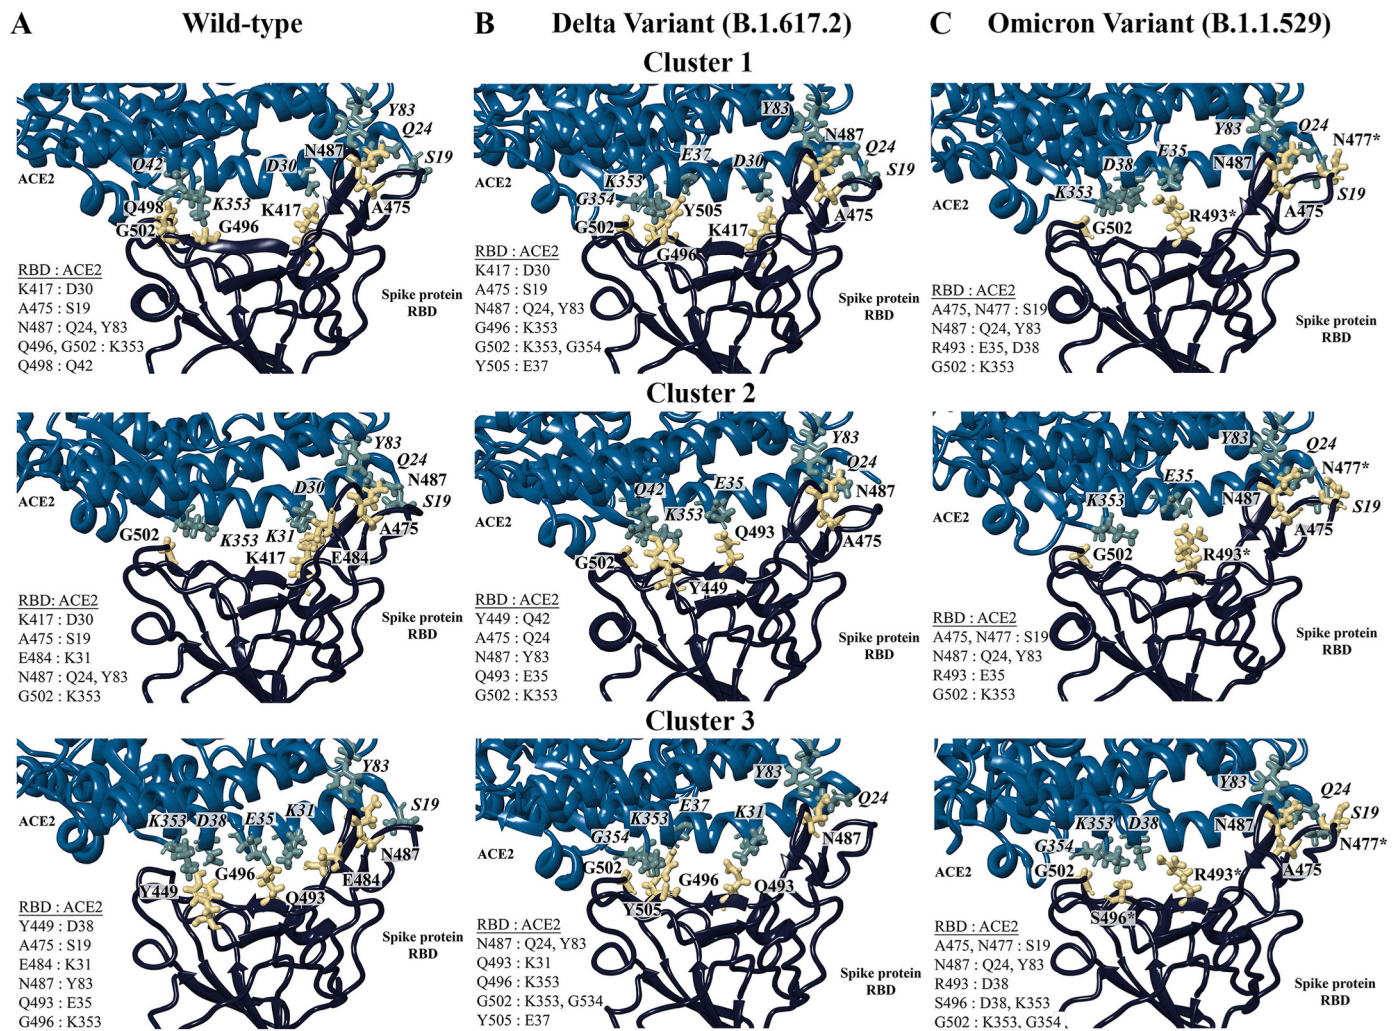 A Wild-type
B Delta Variant (B.1.617.2)
C Omicron Variant (B.1.1.529)
Cluster 1
Y83
Q24
S19
N487
Q42
D30
ACE2
K353
Q498
K417
A475
G502
G496
RBD : ACE2
K417 : D30
A475 : S19
N487 : Q24, Y83
Q496, G502 : K353
Q498 : Q42
Spike protein
RBD
Y83
N487
Q24
E37
D30
S19
ACE2
K353
G354
Y505
A475
G502
K417
G496
RBD : ACE2
K417 : D30
A475 : S19
N487 : Q24, Y83
G496 : K353
G502 : K353, G354
Y505 : E37
Spike protein
RBD
Y83
Q24
N477*
E35
D38
N487
S19
K353
ACE2
R493*
A475
G502
RBD : ACE2
A475, N477 : S19
N487 : Q24, Y83
R493 : E35, D38
G502 : K353
Spike protein
RBD
Cluster 2
Y83
Q24
N487
D30
S19
ACE2
A475
G502
K353
K31
K417
E484
RBD: ACE2
K417 : D30
A475 : S19
E484 : K31
N487 : Q24, Y83
G502 : K353
Spike protein
RBD
Y83
Q24
E35
N487
Q42
K353
ACE2
Q493
A475
G502
Y449
RBD : ACE2
Y449 : Q42
A475 : Q24
N487 : Y83
Q493 : E35
G502 : K353
Spike protein
RBD
Y83
Q24
N477*
E35
N487
K353
S19
ACE2
A475
G502
R493*
RBD : ACE2
A475, N477 : S19
N487 : Q24, Y83
R493 : E35
G502 : K353
Spike protein
RBD
Cluster 3
Y83
S19
K31
K353
D38
E35
ACE2
N487
G496
E484
Y449
Q493
RBD : ACE2
Y449 : D38
A475 : S19
E484 : K31
N487 : Y83
Q493 : E35
G496 : K353
Spike protein
RBD
Y83
Q24
E37
K353
K31
G354
N487
ACE2
G502
G496
Q493
Y505
RBD : ACE2
N487 : Q24, Y83
Q493 : K31
Q496 : K353
G502 : K353, G534
Y505 : E37
Spike protein
RBD
Y83
Q24
S19
K353
D38
N487
N477*
G354
ACE2
A475
G502
R493*
S496*
RBD : ACE2
A475, N477 : S19
N487 : Q24, Y83
R493 : D38
S496 : D38, K353
G502 : K353, G354
Spike protein
RBD